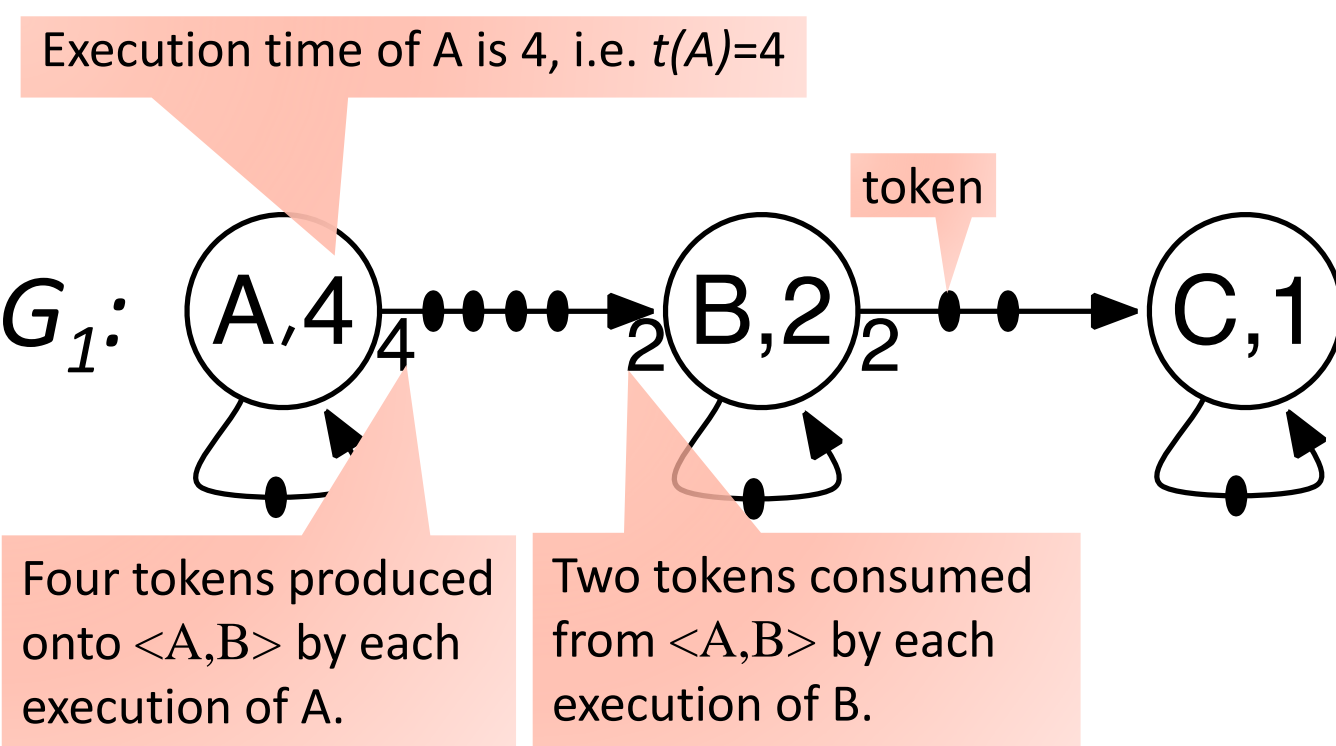 Execution time of A is 4, i.e. t(A)=4
token
G1: A,4 4 2 B,2 2 C,1
Four tokens produced
onto <A,B> by each
execution of A.
Two tokens consumed
from <A,B> by each
execution of B.